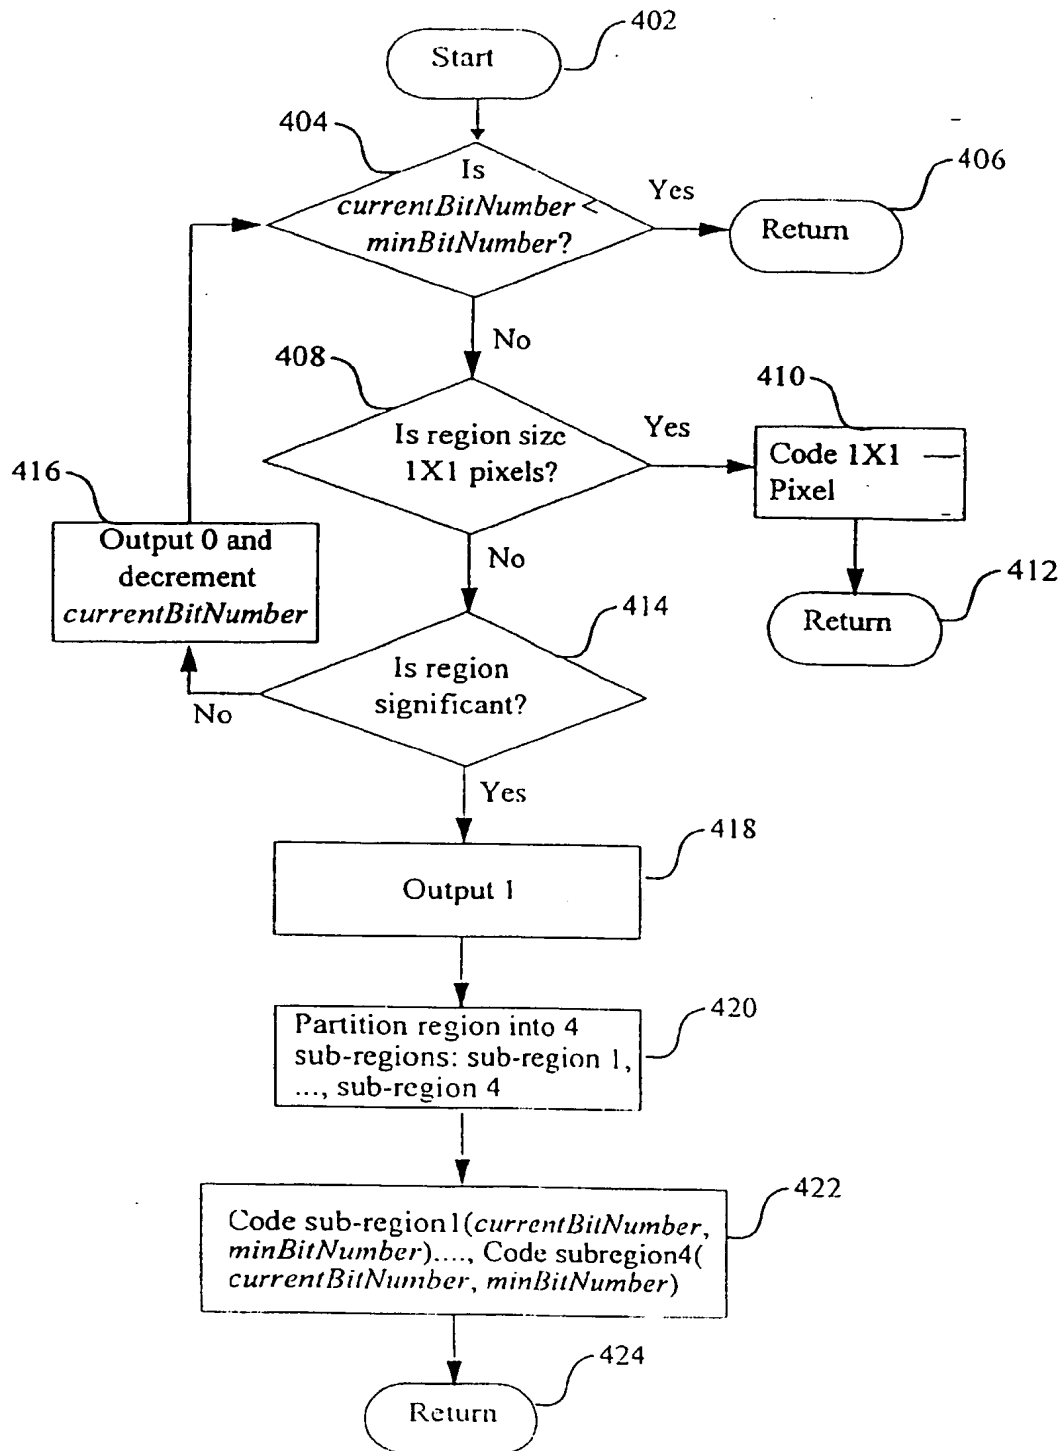 402
Start
404
Is
currentBitNumber <
minBitNumber?
Yes
406
Return
No
408
Is region size
1X1 pixels?
Yes
410
Code 1X1
Pixel
416
Output 0 and
decrement
currentBitNumber
No
412
Return
414
Is region
significant?
No
Yes
418
Output 1
420
Partition region into 4
sub-regions: sub-region 1,
..., sub-region 4
422
Code sub-region1(currentBitNumber,
minBitNumber)...., Code subregion4(
currentBitNumber, minBitNumber)
424
Return